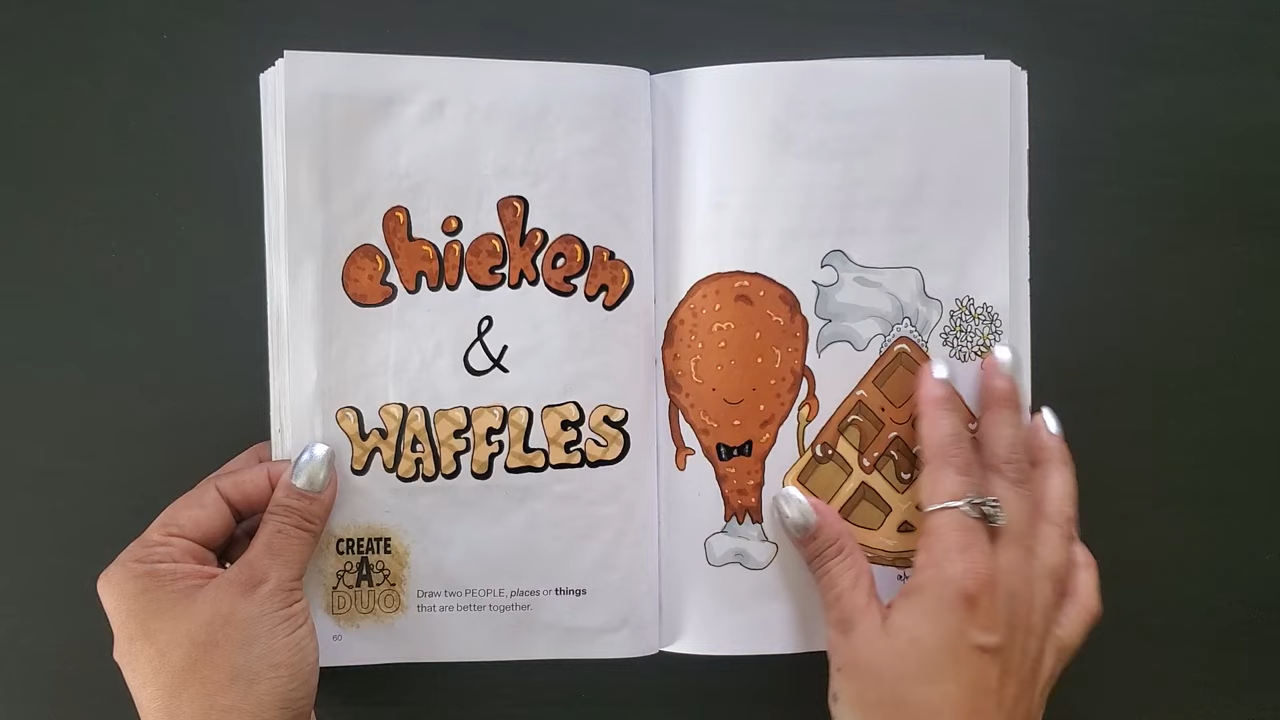 chicken
&
WAFFLES
CREATE
A
DUO
Draw two PEOPLE, places or things
that are better together.
60